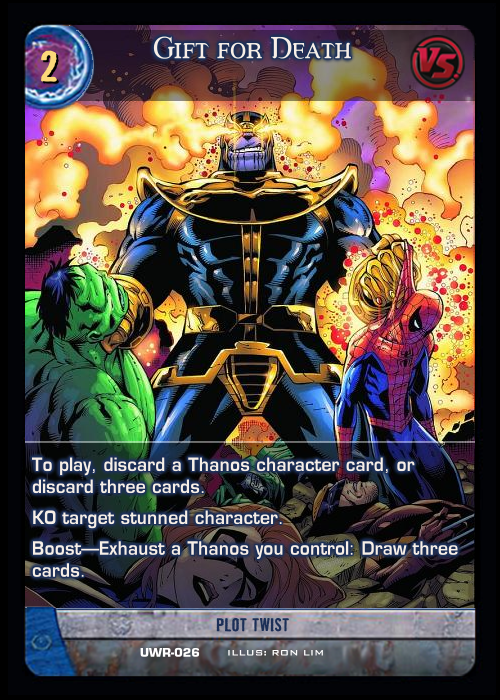 2
GIFT FOR DEATH
VS
To play, discard a Thanos character card, or
discard three cards.
KO target stunned character.
Boost—Exhaust a Thanos you control: Draw three
cards.
PLOT TWIST
UWR-026 ILLUS: RON LIM